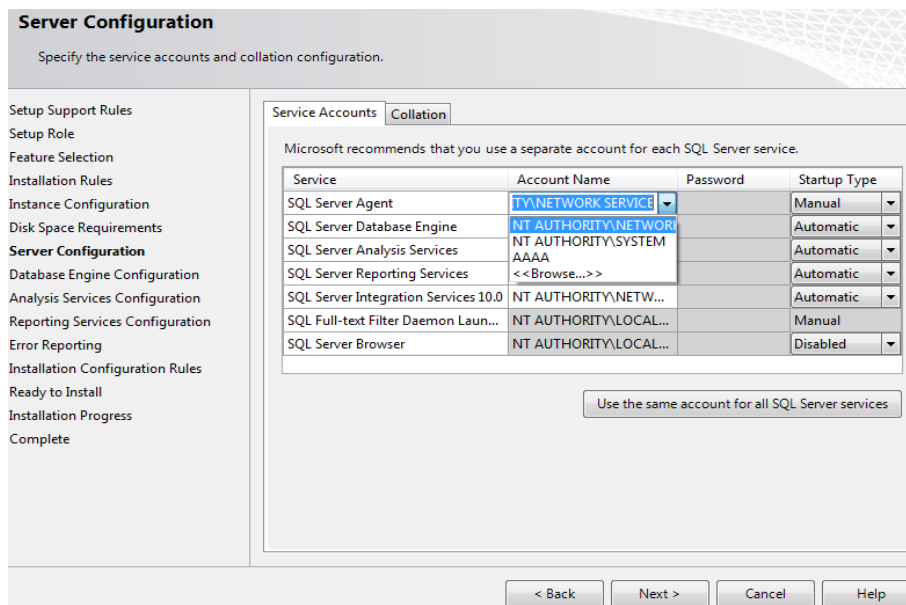 Server Configuration
Specify the service accounts and collation configuration.
Setup Support Rules
Setup Role
Feature Selection
Installation Rules
Instance Configuration
Disk Space Requirements
Server Configuration
Database Engine Configuration
Analysis Services Configuration
Reporting Services Configuration
Error Reporting
Installation Configuration Rules
Ready to Install
Installation Progress
Complete
Service Accounts Collation
Microsoft recommends that you use a separate account for each SQL Server service.
Service Account Name Password Startup Type
SQL Server Agent TY\NETWORK SERVICE Manual
SQL Server Database Engine Automatic
SQL Server Analysis Services Automatic
SQL Server Reporting Services Automatic
NT AUTHORITY\NETWORK
NT AUTHORITY\SYSTEM
AAAA
<<Browse...>>
SQL Server Integration Services 10.0 NT AUTHORITY\NETW... Automatic
SQL Full-text Filter Daemon Laun... NT AUTHORITY\LOCAL... Manual
SQL Server Browser NT AUTHORITY\LOCAL... Disabled
Use the same account for all SQL Server services
< Back Next > Cancel Help